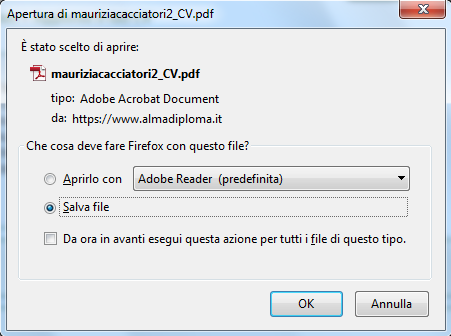 Apertura di mauriziacacciatori2_CV.pdf
È stato scelto di aprire:
mauriziacacciatori2_CV.pdf
tipo: Adobe Acrobat Document
da: https://www.almadiploma.it
Che cosa deve fare Firefox con questo file?
Aprirlo con Adobe Reader (predefinita)
Salva file
Da ora in avanti esegui questa azione per tutti i file di questo tipo.
OK Annulla